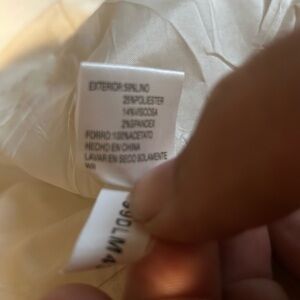 EXTERIOR:59%LINO
25%POLIESTER
14%VISCOSA
2%SPANDEX
FORRO:100%ACETATO
HECHO EN CHINA
LAVAR EN SECO SOLAMENTE
99DLM4